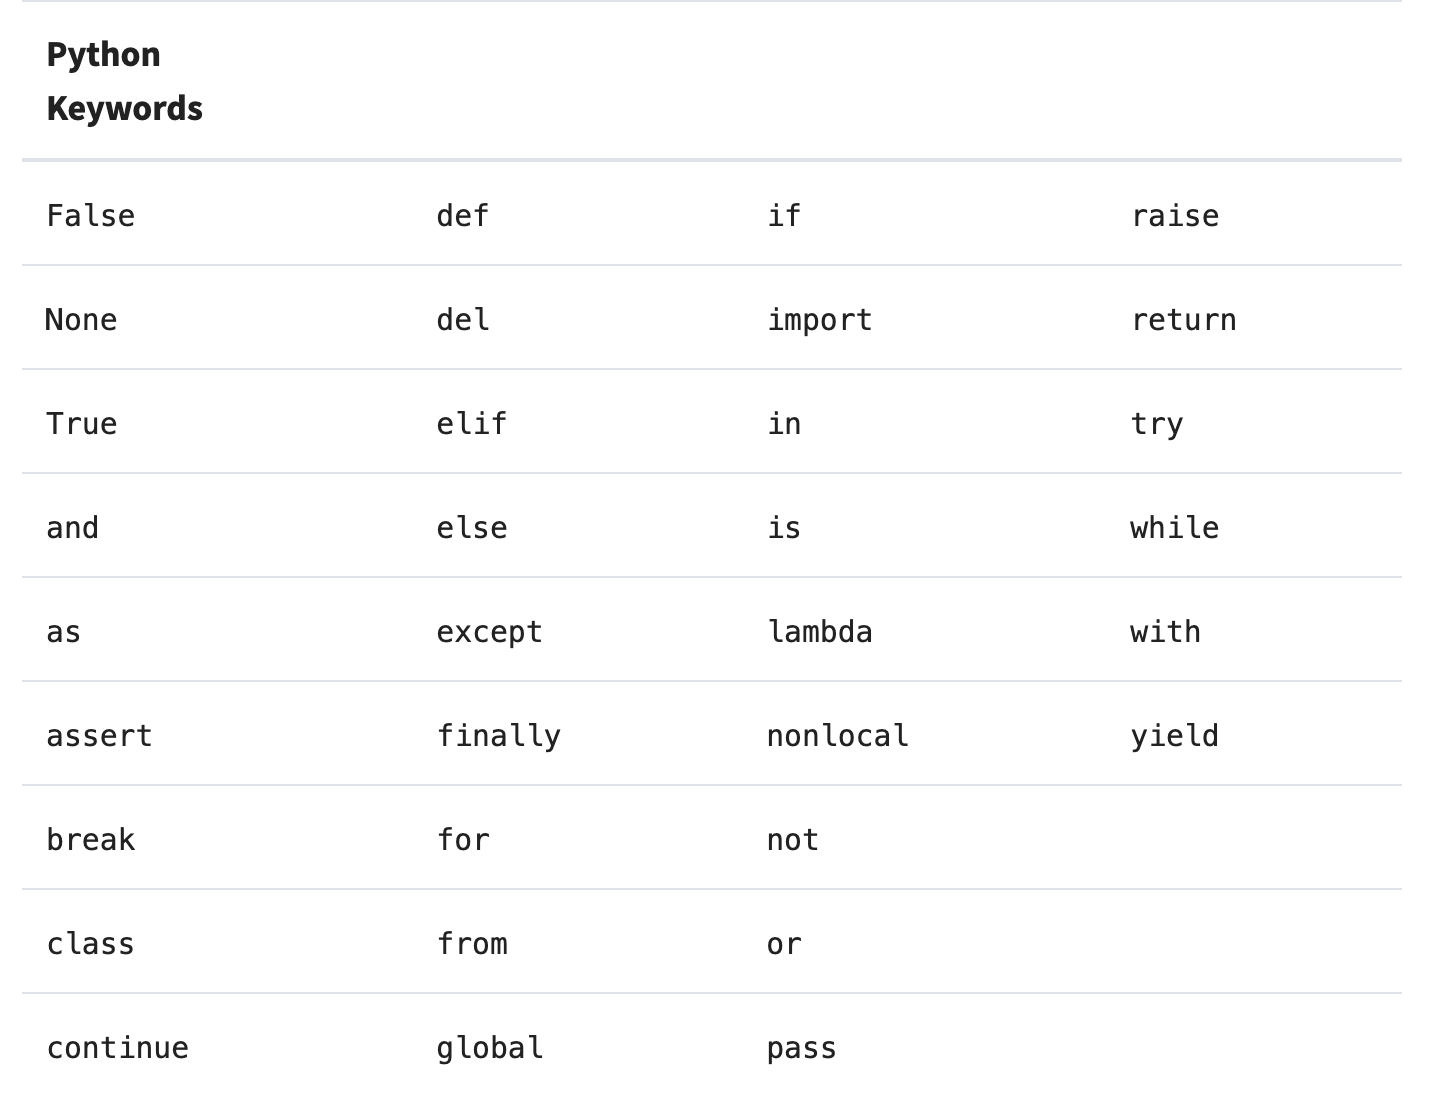 Python
Keywords
False def if raise
None del import return
True elif in try
and else is while
as except lambda with
assert finally nonlocal yield
break for not
class from or
continue global pass